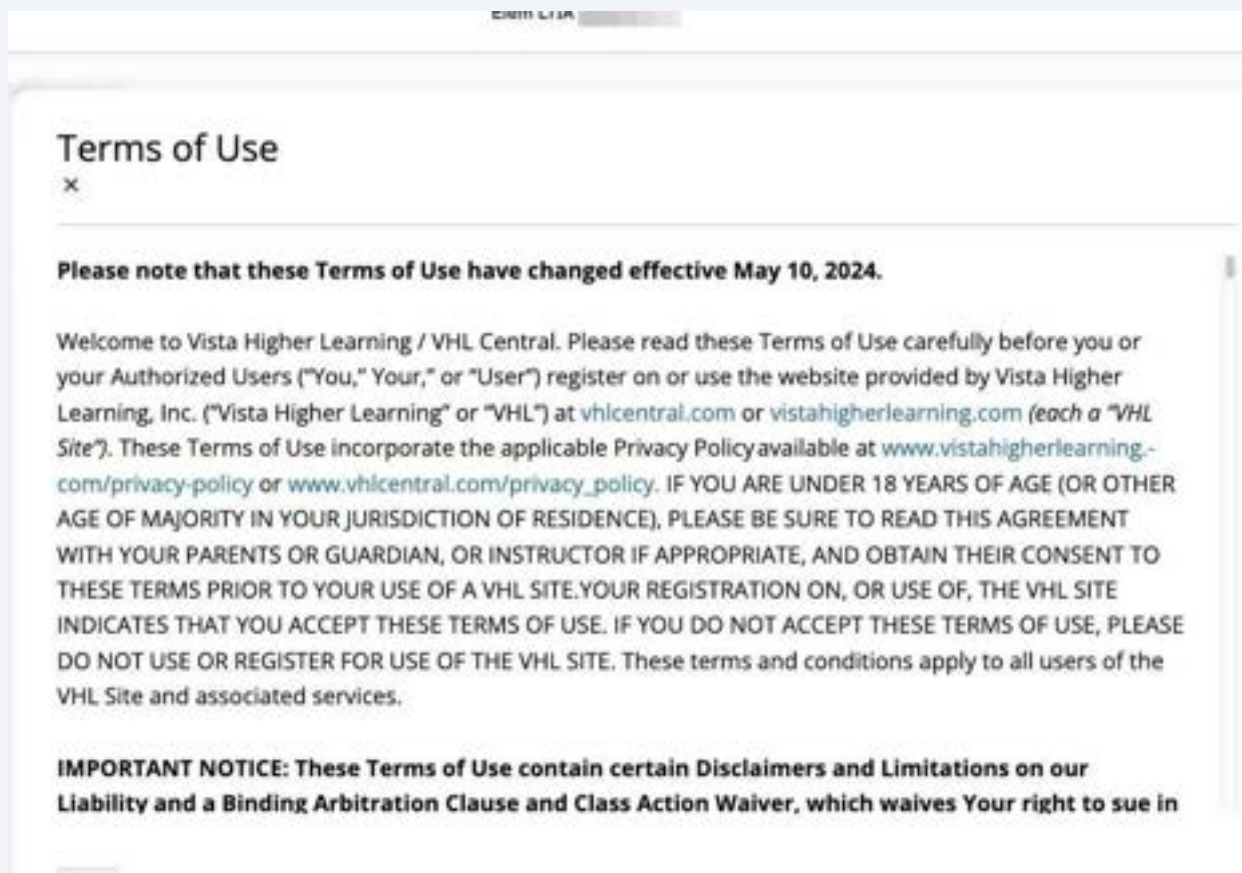 Terms of Use
×
Please note that these Terms of Use have changed effective May 10, 2024.
Welcome to Vista Higher Learning / VHL Central. Please read these Terms of Use carefully before you or
your Authorized Users ("You," Your," or "User") register on or use the website provided by Vista Higher
Learning, Inc. ("Vista Higher Learning" or "VHL") at vhlcentral.com or vistahigherlearning.com (each a "VHL
Site"). These Terms of Use incorporate the applicable Privacy Policy available at www.vistahigherlearning.-
com/privacy-policy or www.vhlcentral.com/privacy_policy. IF YOU ARE UNDER 18 YEARS OF AGE (OR OTHER
AGE OF MAJORITY IN YOUR JURISDICTION OF RESIDENCE), PLEASE BE SURE TO READ THIS AGREEMENT
WITH YOUR PARENTS OR GUARDIAN, OR INSTRUCTOR IF APPROPRIATE, AND OBTAIN THEIR CONSENT TO
THESE TERMS PRIOR TO YOUR USE OF A VHL SITE.YOUR REGISTRATION ON, OR USE OF, THE VHL SITE
INDICATES THAT YOU ACCEPT THESE TERMS OF USE. IF YOU DO NOT ACCEPT THESE TERMS OF USE, PLEASE
DO NOT USE OR REGISTER FOR USE OF THE VHL SITE. These terms and conditions apply to all users of the
VHL Site and associated services.
IMPORTANT NOTICE: These Terms of Use contain certain Disclaimers and Limitations on our
Liability and a Binding Arbitration Clause and Class Action Waiver, which waives Your right to sue in